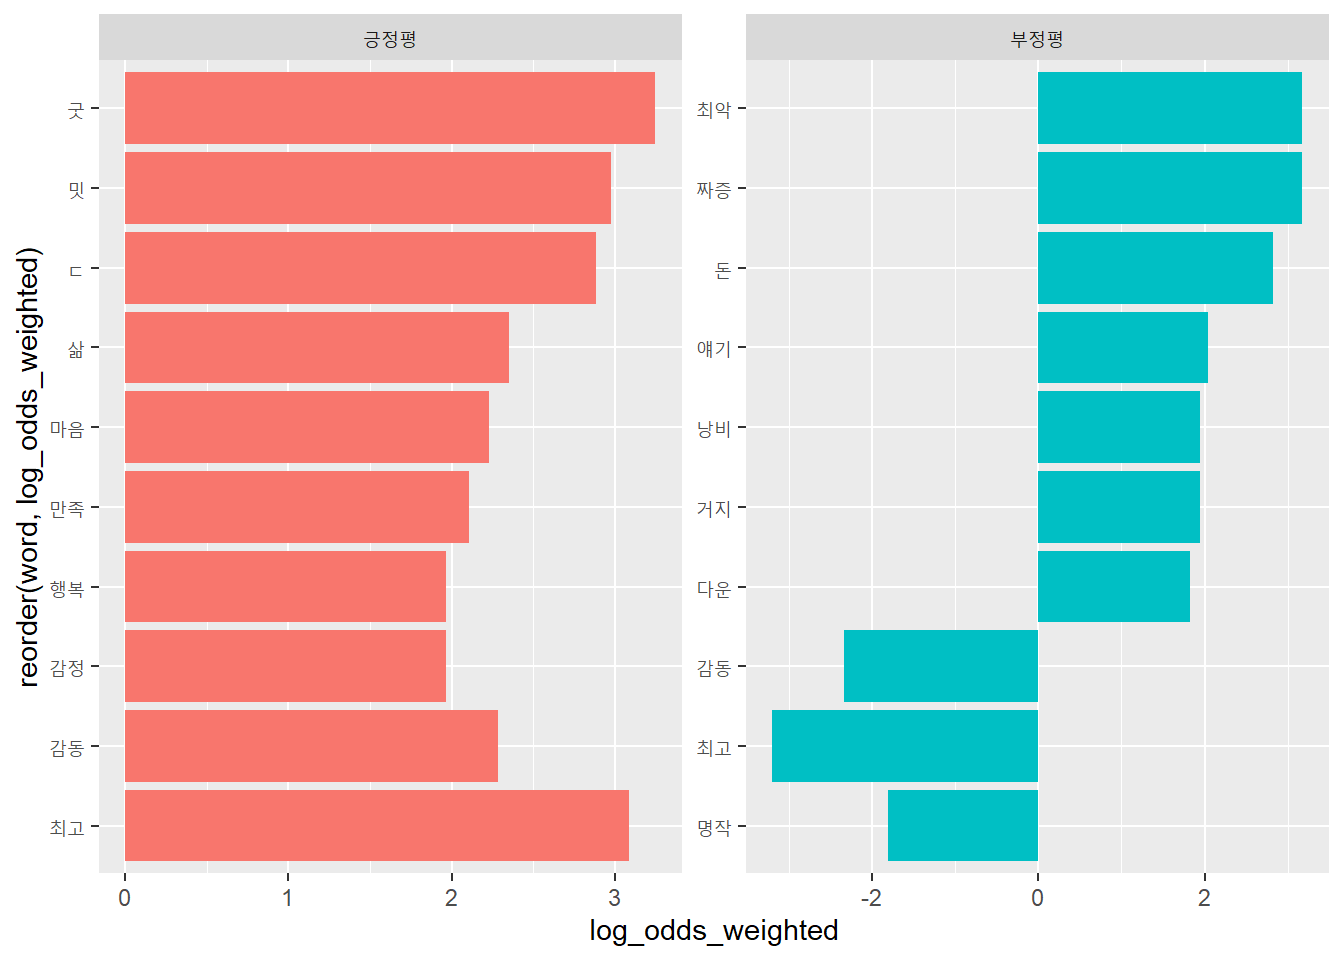 긍정평
부정평
reorder(word, log_odds_weighted)
굿
밋
ㄷ
삶
마음
만족
행복
감정
감동
최고
최악
짜증
돈
얘기
낭비
거지
다운
감동
최고
명작
0 1 2 3
-2 0 2
log_odds_weighted